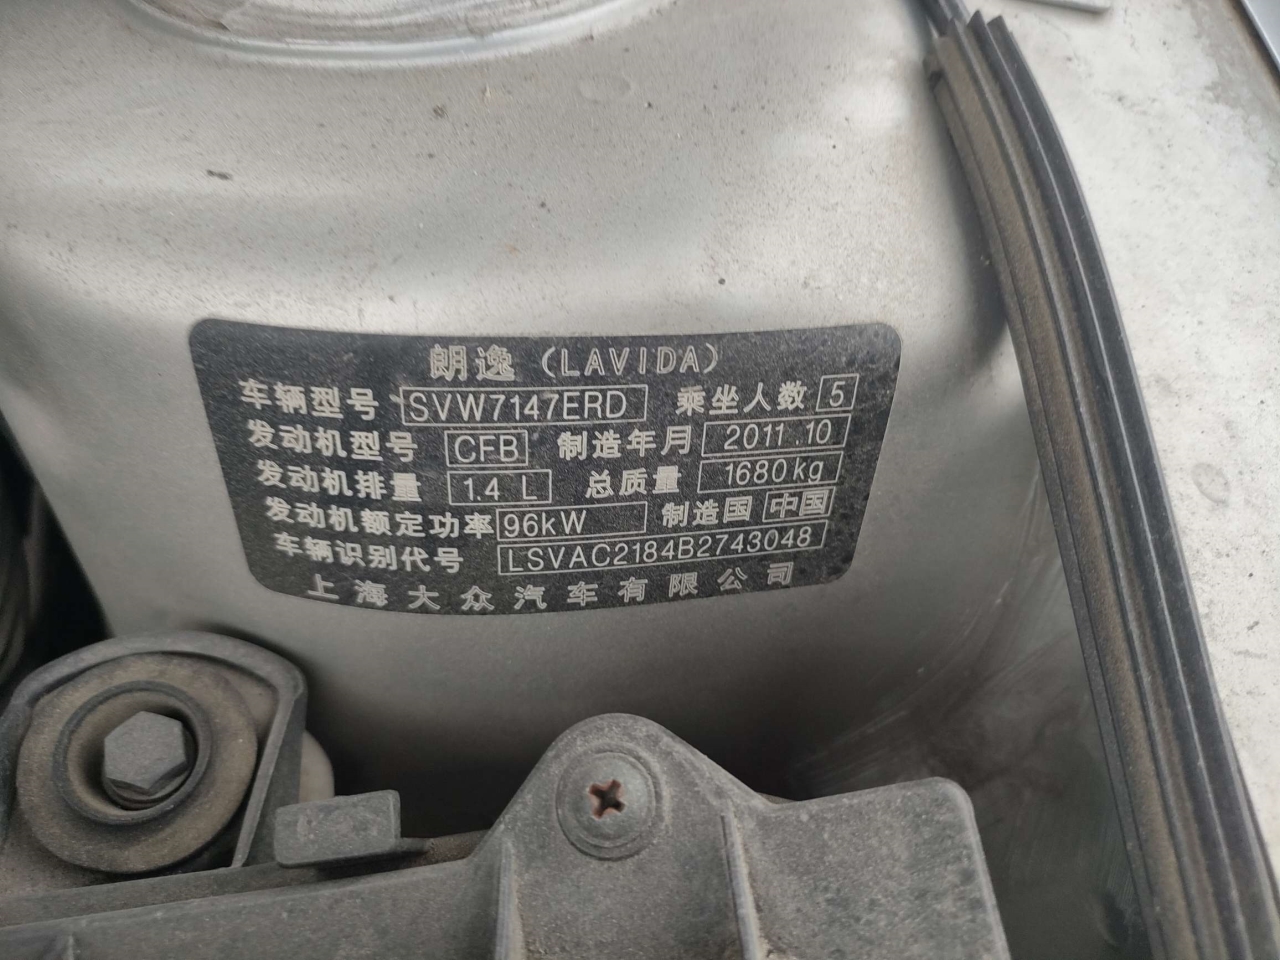 朗逸（LAVIDA）
车辆型号 SVW7147ERD 乘坐人数 5
发动机型号 CFB 制造年月 2011.10
发动机排量 1.4 L 总质量 1680kg
发动机额定功率 96kW 制造国 中国
车辆识别代号 LSVAC2184B2743048
上海大众汽车有限公司